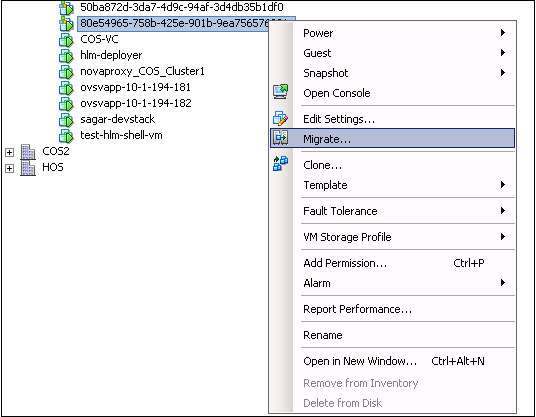 50ba872d-3da7-4d9c-94af-3d4db35b1df0
80e54965-758b-425e-901b-9ea756576
COS-VC
hlm-deployer
novaproxy_COS_Cluster1
ovsvapp-10-1-194-181
ovsvapp-10-1-194-182
sagar-devstack
test-hlm-shell-vm
COS2
HOS
Power
Guest
Snapshot
Open Console
Edit Settings...
Migrate...
Clone...
Template
Fault Tolerance
VM Storage Profile
Add Permission... Ctrl+P
Alarm
Report Performance...
Rename
Open in New Window... Ctrl+Alt+N
Remove from Inventory
Delete from Disk